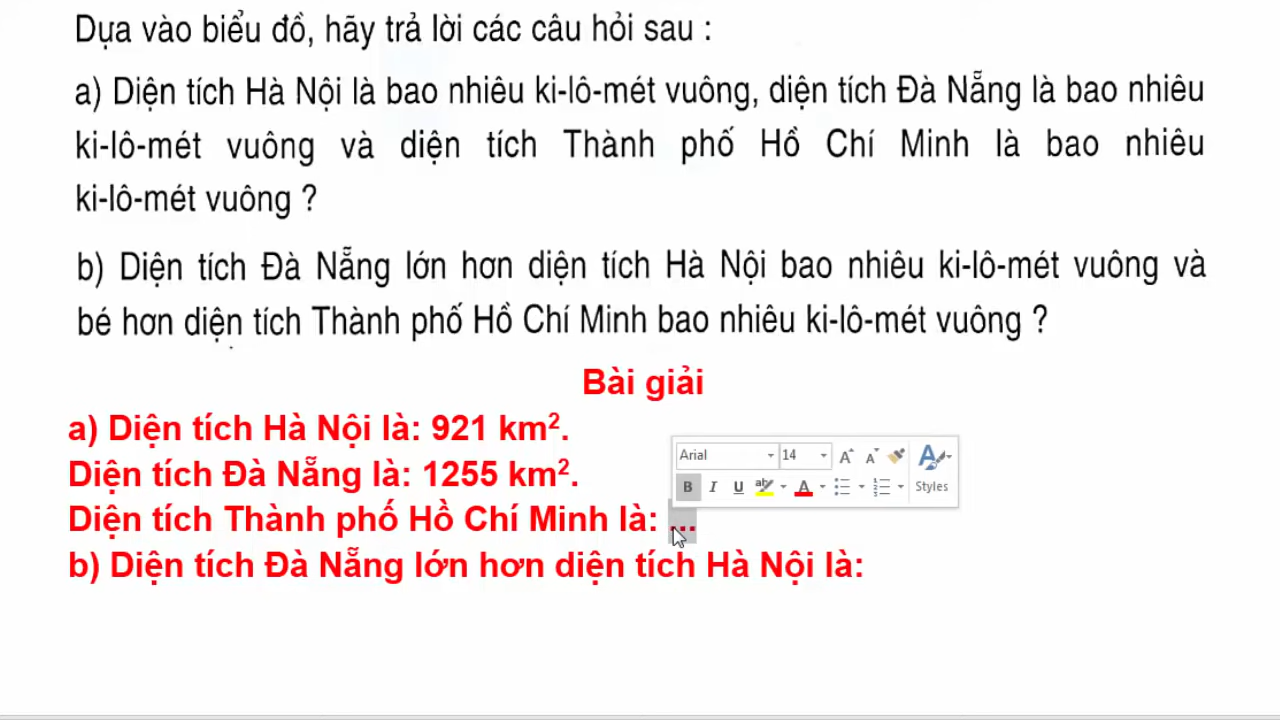 Dựa vào biểu đồ, hãy trả lời các câu hỏi sau :
a) Diện tích Hà Nội là bao nhiêu ki-lô-mét vuông, diện tích Đà Nẵng là bao nhiêu
ki-lô-mét vuông và diện tích Thành phố Hồ Chí Minh là bao nhiêu
ki-lô-mét vuông ?
b) Diện tích Đà Nẵng lớn hơn diện tích Hà Nội bao nhiêu ki-lô-mét vuông và
bé hơn diện tích Thành phố Hồ Chí Minh bao nhiêu ki-lô-mét vuông ?
Bài giải
a) Diện tích Hà Nội là: 921 km².
Arial 14
Diện tích Đà Nẵng là: 1255 km².
B I U ab A Styles
Diện tích Thành phố Hồ Chí Minh là: ...
b) Diện tích Đà Nẵng lớn hơn diện tích Hà Nội là: